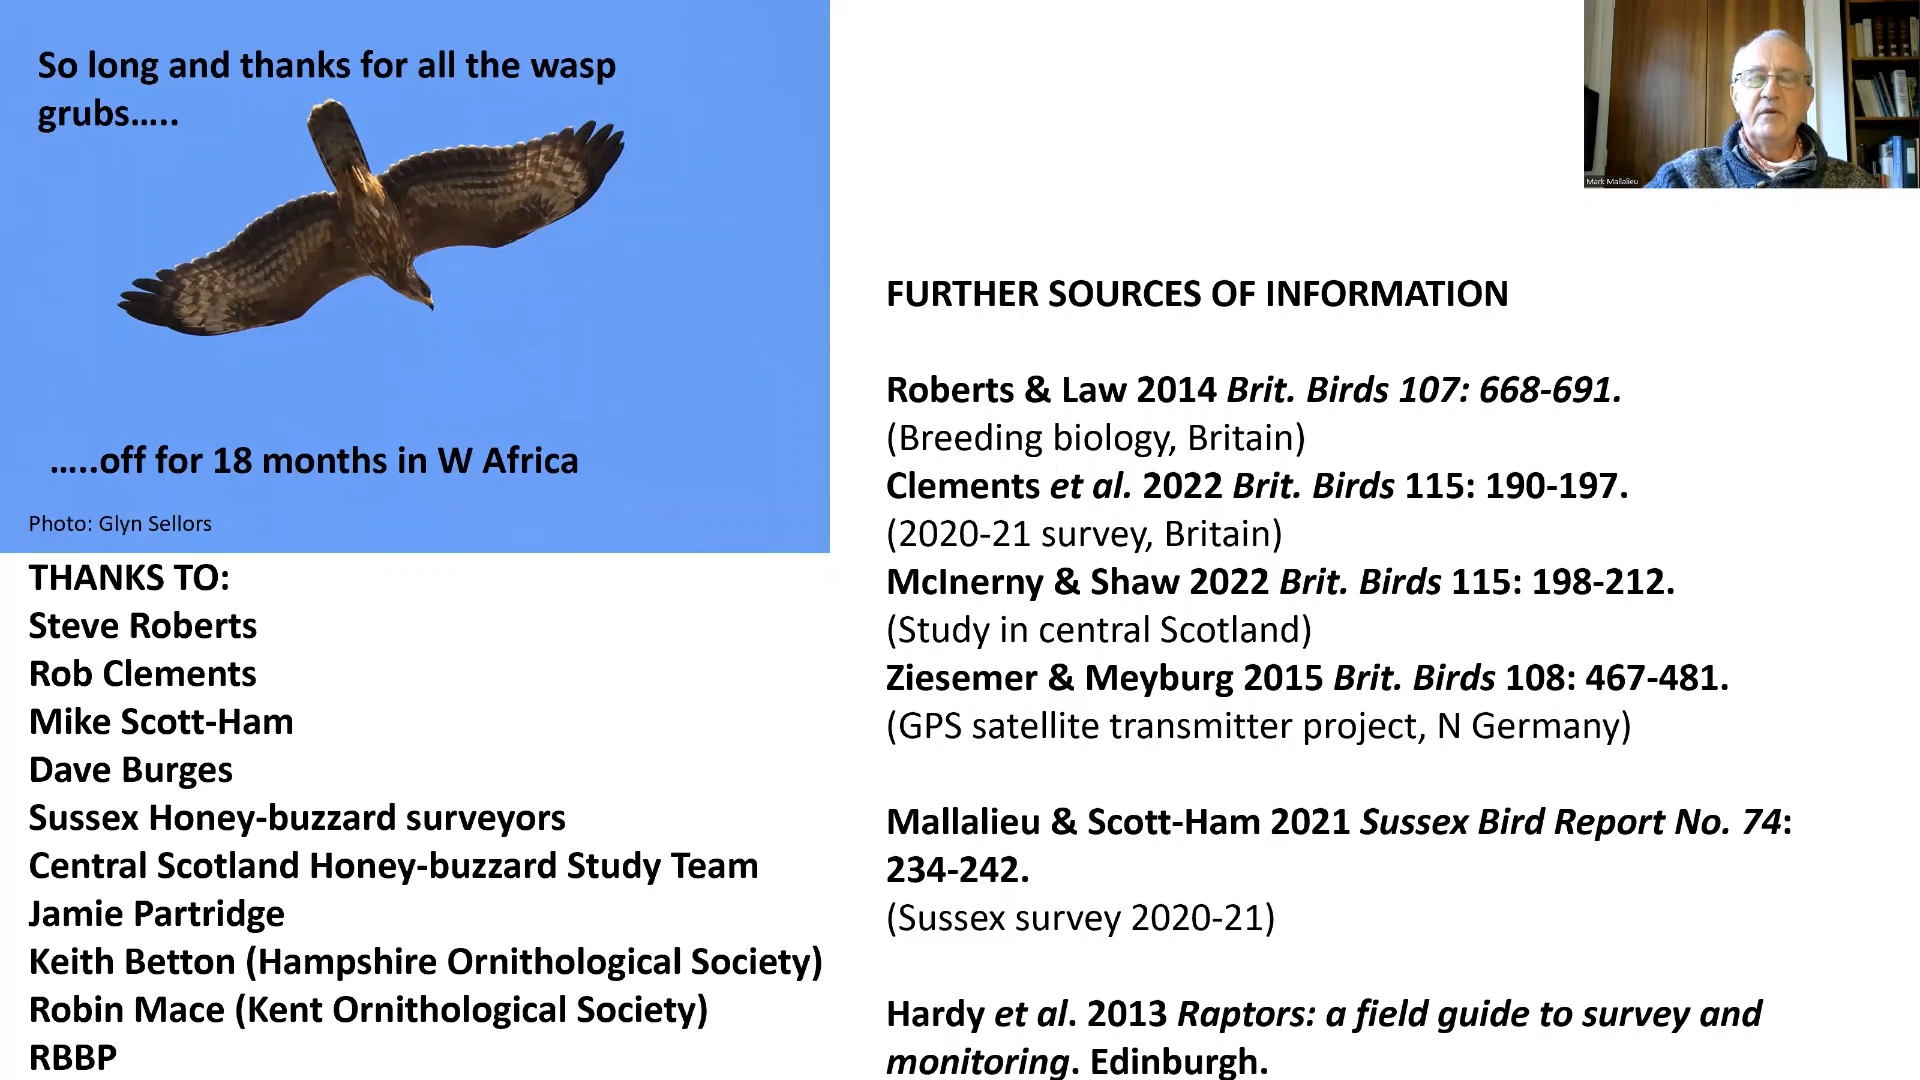 So long and thanks for all the wasp
grubs…..
…..off for 18 months in W Africa
Photo: Glyn Sellors
THANKS TO:
Steve Roberts
Rob Clements
Mike Scott-Ham
Dave Burges
Sussex Honey-buzzard surveyors
Central Scotland Honey-buzzard Study Team
Jamie Partridge
Keith Betton (Hampshire Ornithological Society)
Robin Mace (Kent Ornithological Society)
RBBP
Mark Mallalieu
FURTHER SOURCES OF INFORMATION
Roberts & Law 2014 Brit. Birds 107: 668-691.
(Breeding biology, Britain)
Clements et al. 2022 Brit. Birds 115: 190-197.
(2020-21 survey, Britain)
McInerny & Shaw 2022 Brit. Birds 115: 198-212.
(Study in central Scotland)
Ziesemer & Meyburg 2015 Brit. Birds 108: 467-481.
(GPS satellite transmitter project, N Germany)
Mallalieu & Scott-Ham 2021 Sussex Bird Report No. 74:
234-242.
(Sussex survey 2020-21)
Hardy et al. 2013 Raptors: a field guide to survey and
monitoring. Edinburgh.